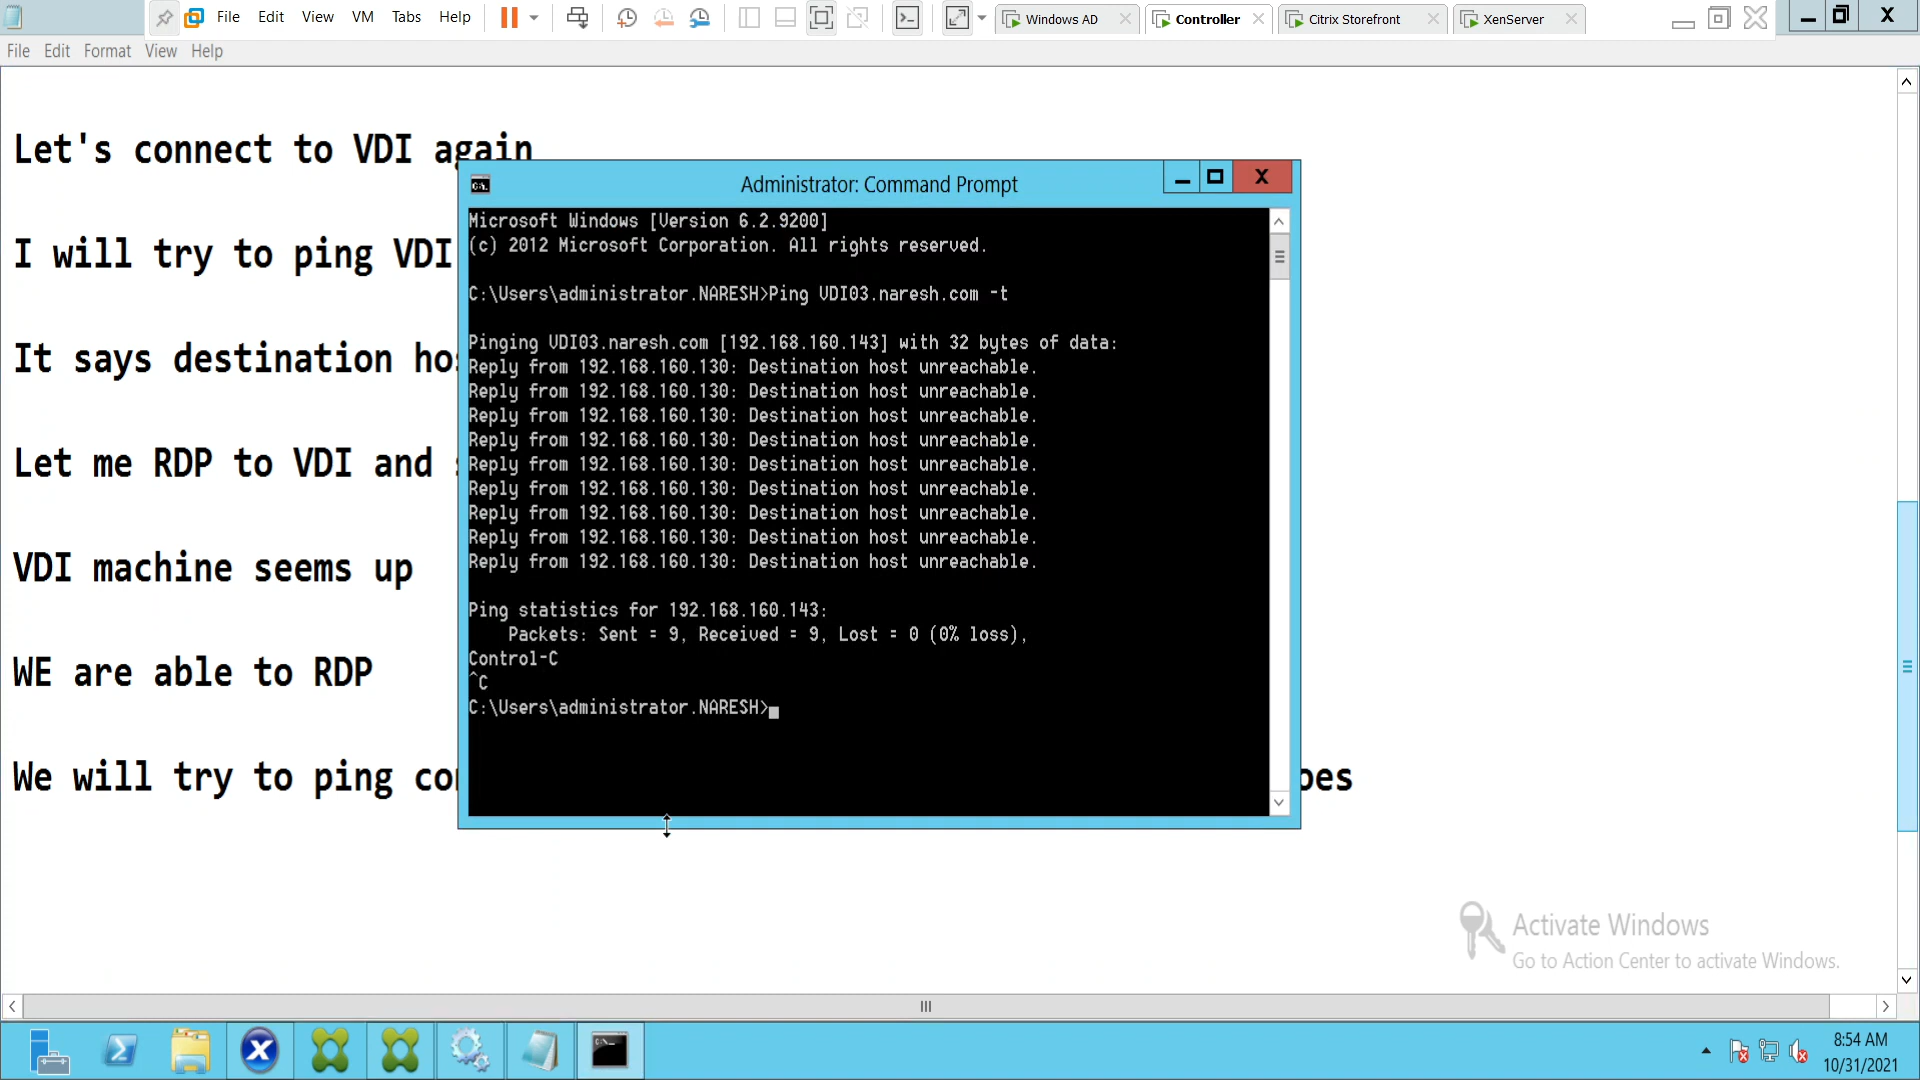 File Edit View VM Tabs Help
Windows AD
Controller
Citrix Storefront
XenServer
File Edit Format View Help
Let's connect to VDI again
I will try to ping VDI
It says destination ho
Let me RDP to VDI and
VDI machine seems up
WE are able to RDP
We will try to ping co
oes
Administrator: Command Prompt
Microsoft Windows [Version 6.2.9200]
(c) 2012 Microsoft Corporation. All rights reserved.
C:\Users\administrator.NARESH>Ping VDI03.naresh.com -t
Pinging VDI03.naresh.com [192.168.160.143] with 32 bytes of data:
Reply from 192.168.160.130: Destination host unreachable.
Reply from 192.168.160.130: Destination host unreachable.
Reply from 192.168.160.130: Destination host unreachable.
Reply from 192.168.160.130: Destination host unreachable.
Reply from 192.168.160.130: Destination host unreachable.
Reply from 192.168.160.130: Destination host unreachable.
Reply from 192.168.160.130: Destination host unreachable.
Reply from 192.168.160.130: Destination host unreachable.
Reply from 192.168.160.130: Destination host unreachable.
Ping statistics for 192.168.160.143:
Packets: Sent = 9, Received = 9, Lost = 0 (0% loss),
Control-C
^C
C:\Users\administrator.NARESH>
Activate Windows
Go to Action Center to activate Windows.
8:54 AM
10/31/2021